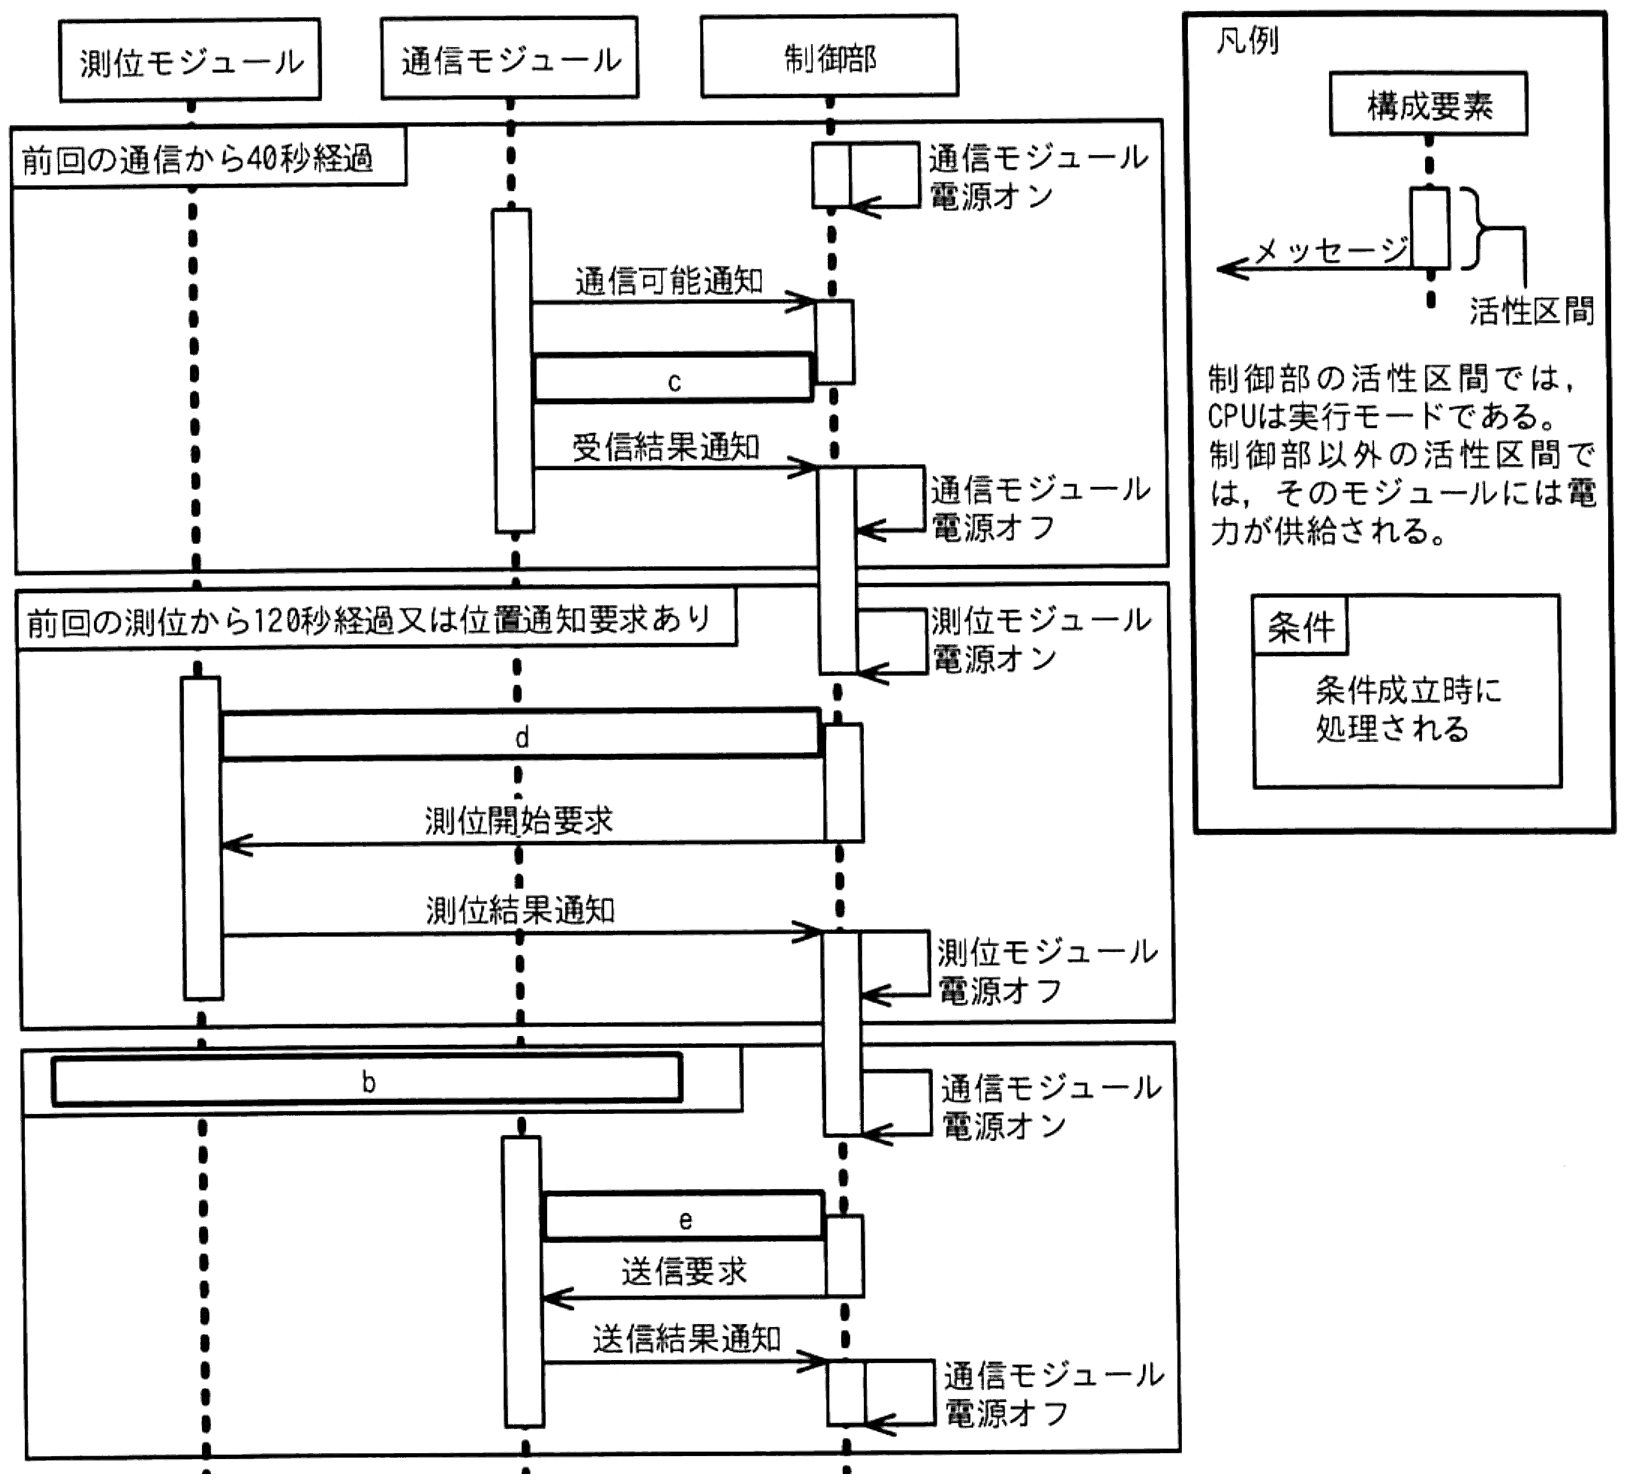 測位モジュール
通信モジュール
制御部
前回の通信から40秒経過
通信モジュール
電源オン
通信可能通知
c
受信結果通知
通信モジュール
電源オフ
前回の測位から120秒経過又は位置通知要求あり
測位モジュール
電源オン
d
測位開始要求
測位結果通知
測位モジュール
電源オフ
b
通信モジュール
電源オン
e
送信要求
送信結果通知
通信モジュール
電源オフ
凡例
構成要素
メッセージ
活性区間
制御部の活性区間では，
CPUは実行モードである。
制御部以外の活性区間で
は，そのモジュールには電
力が供給される。
条件
条件成立時に
処理される